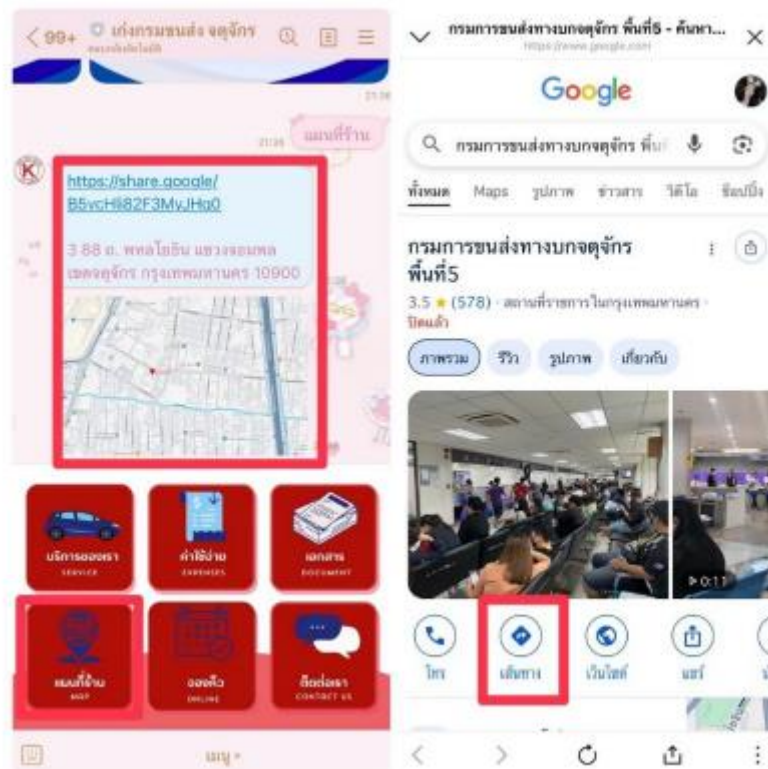 99+
เก่งกรมขนส่ง จตุจักร
ตอบกลับอัตโนมัติ
แผนที่ร้าน
https://share.google/
B5vcHli82F3MyJHq0
3 88 ถ. พหลโยธิน แขวงจอมพล
เขตจตุจักร กรุงเทพมหานคร 10900
บริการของเรา
SERVICE
ค่าใช้จ่าย
EXPENSES
เอกสาร
DOCUMENT
แผนที่ร้าน
MAP
จองคิว
ONLINE
ติดต่อเรา
CONTACT US
เมนู
กรมการขนส่งทางบกจตุจักร พื้นที่5 - ค้นหา...
https://www.google.com
Google
กรมการขนส่งทางบกจตุจักร พื้น
ทั้งหมด Maps รูปภาพ ข่าวสาร วิดีโอ ช็อปปิ้ง
กรมการขนส่งทางบกจตุจักร
พื้นที่5
3.5 ★ (578) · สถานที่ราชการในกรุงเทพมหานคร ·
ปิดแล้ว
ภาพรวม รีวิว รูปภาพ เกี่ยวกับ
0:11
โทร เส้นทาง เว็บไซต์ แชร์